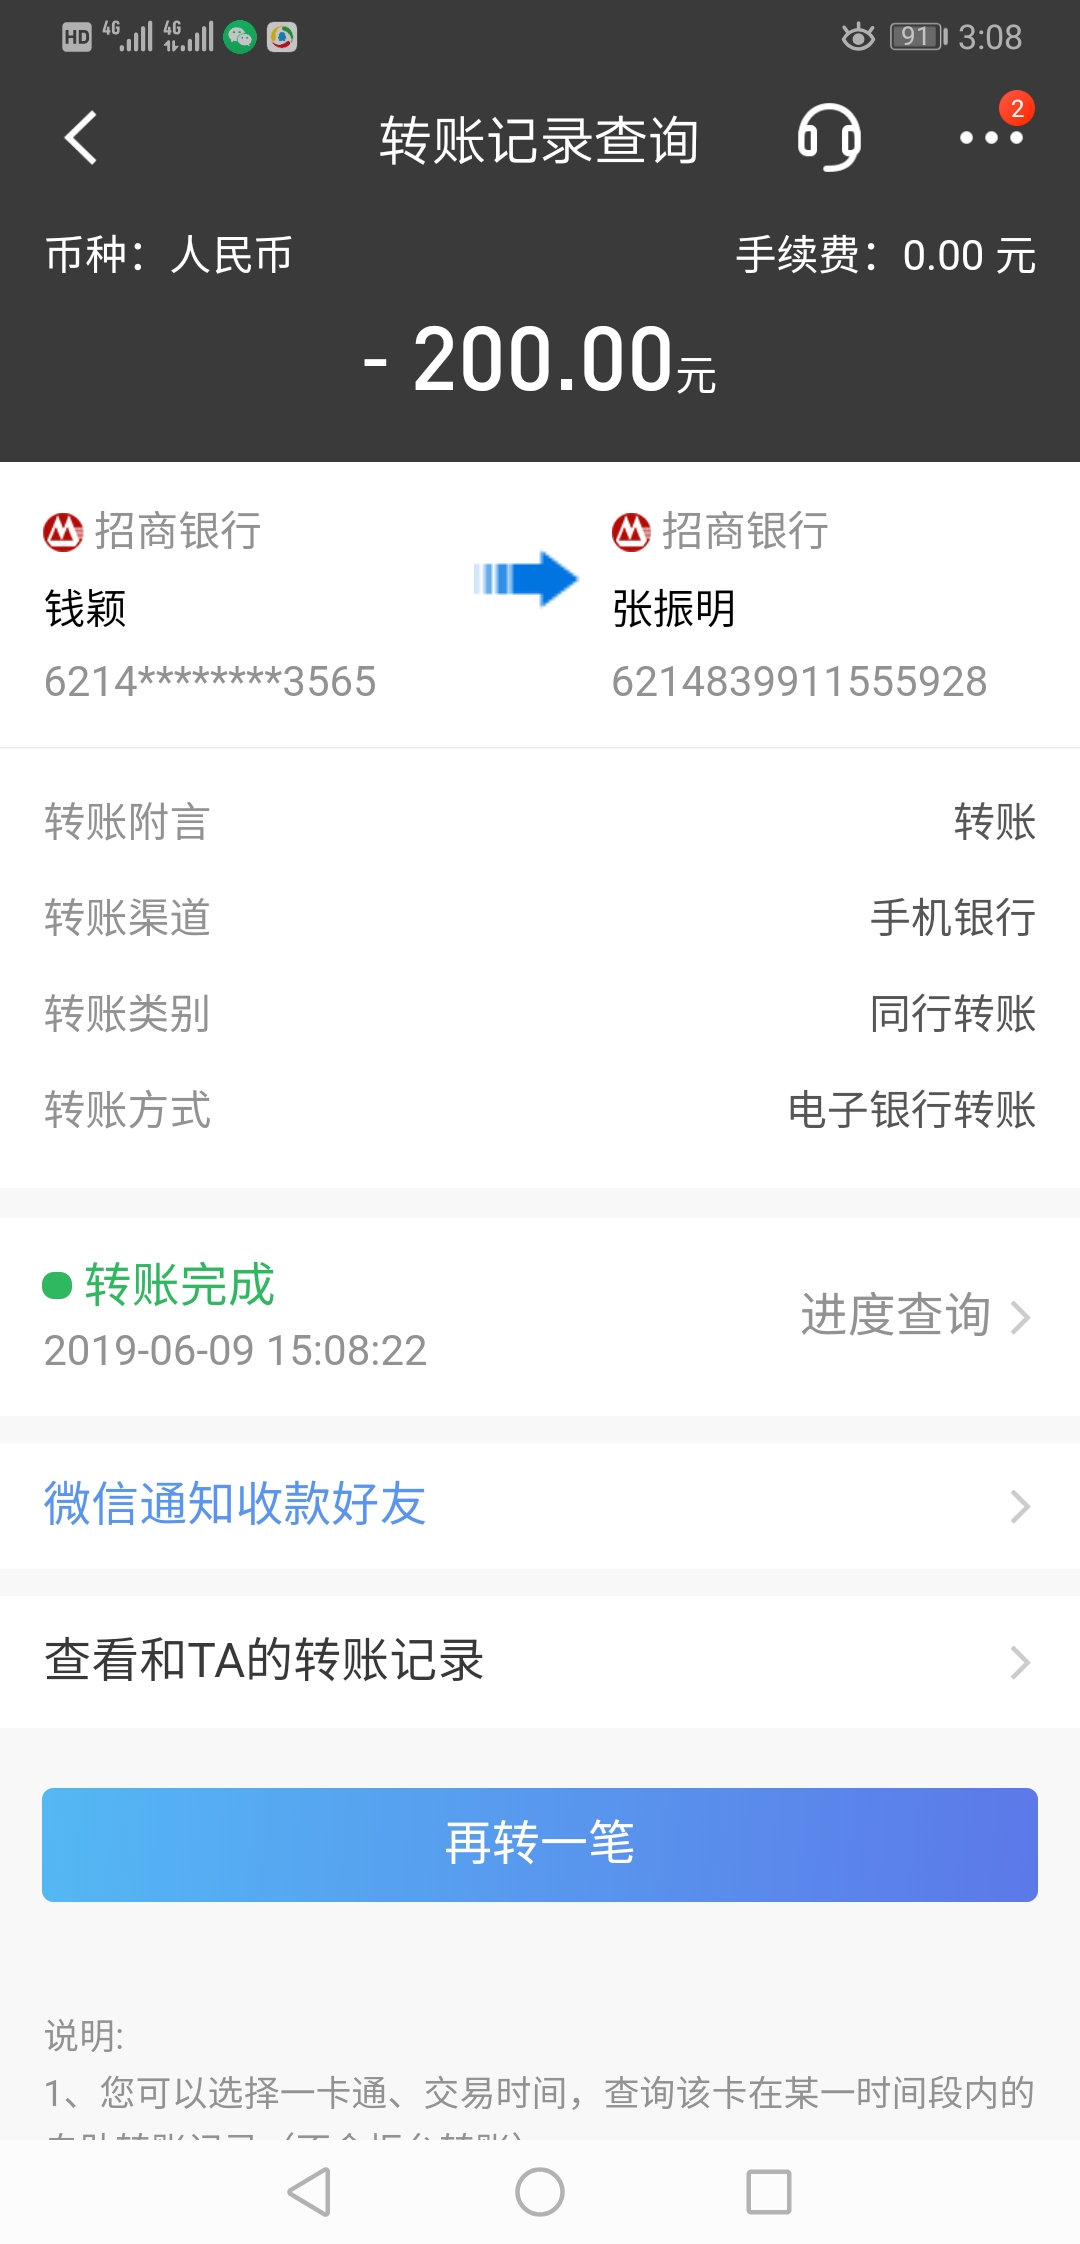 HD 4G 4G 91 3:08
转账记录查询 2
币种：人民币 手续费：0.00 元
- 200.00元
招商银行 招商银行
钱颖 张振明
6214********3565 6214839911555928
转账附言 转账
转账渠道 手机银行
转账类别 同行转账
转账方式 电子银行转账
转账完成
2019-06-09 15:08:22 进度查询
微信通知收款好友
查看和TA的转账记录
再转一笔
说明:
1、您可以选择一卡通、交易时间，查询该卡在某一时间段内的